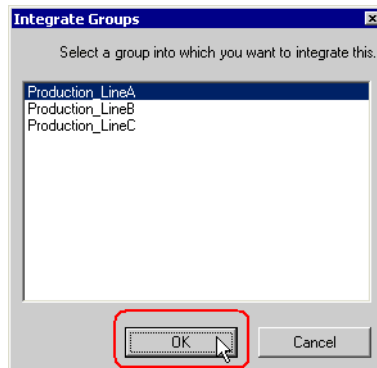 Integrate Groups
Select a group into which you want to integrate this.
Production_LineA
Production_LineB
Production_LineC
OK
Cancel